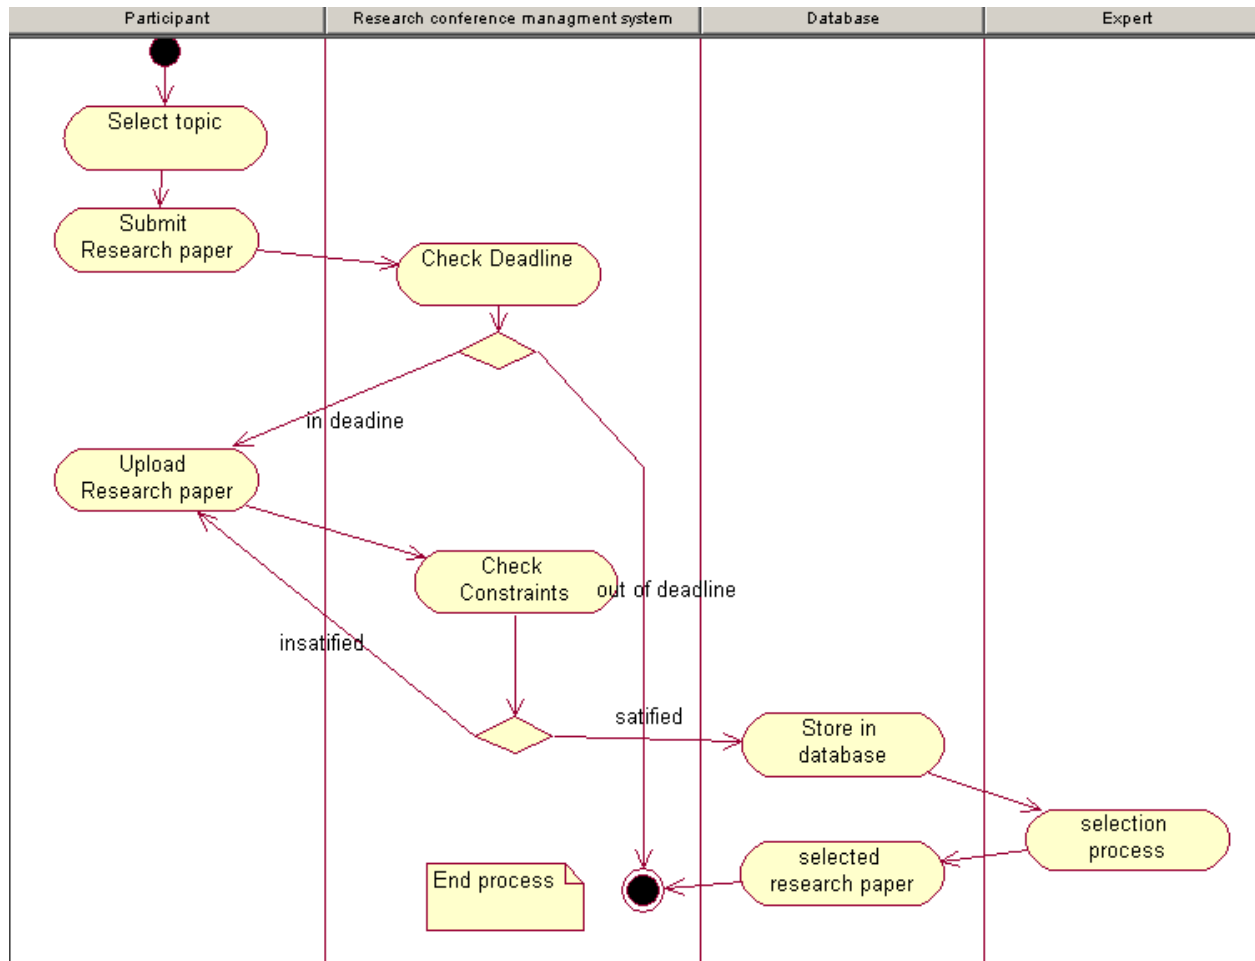 Participant
Research conference managment system
Database
Expert
Select topic
Submit
Research paper
Check Deadline
in deadine
Upload
Research paper
Check
Constraints
out of deadline
insatified
satified
Store in
database
selection
process
selected
research paper
End process